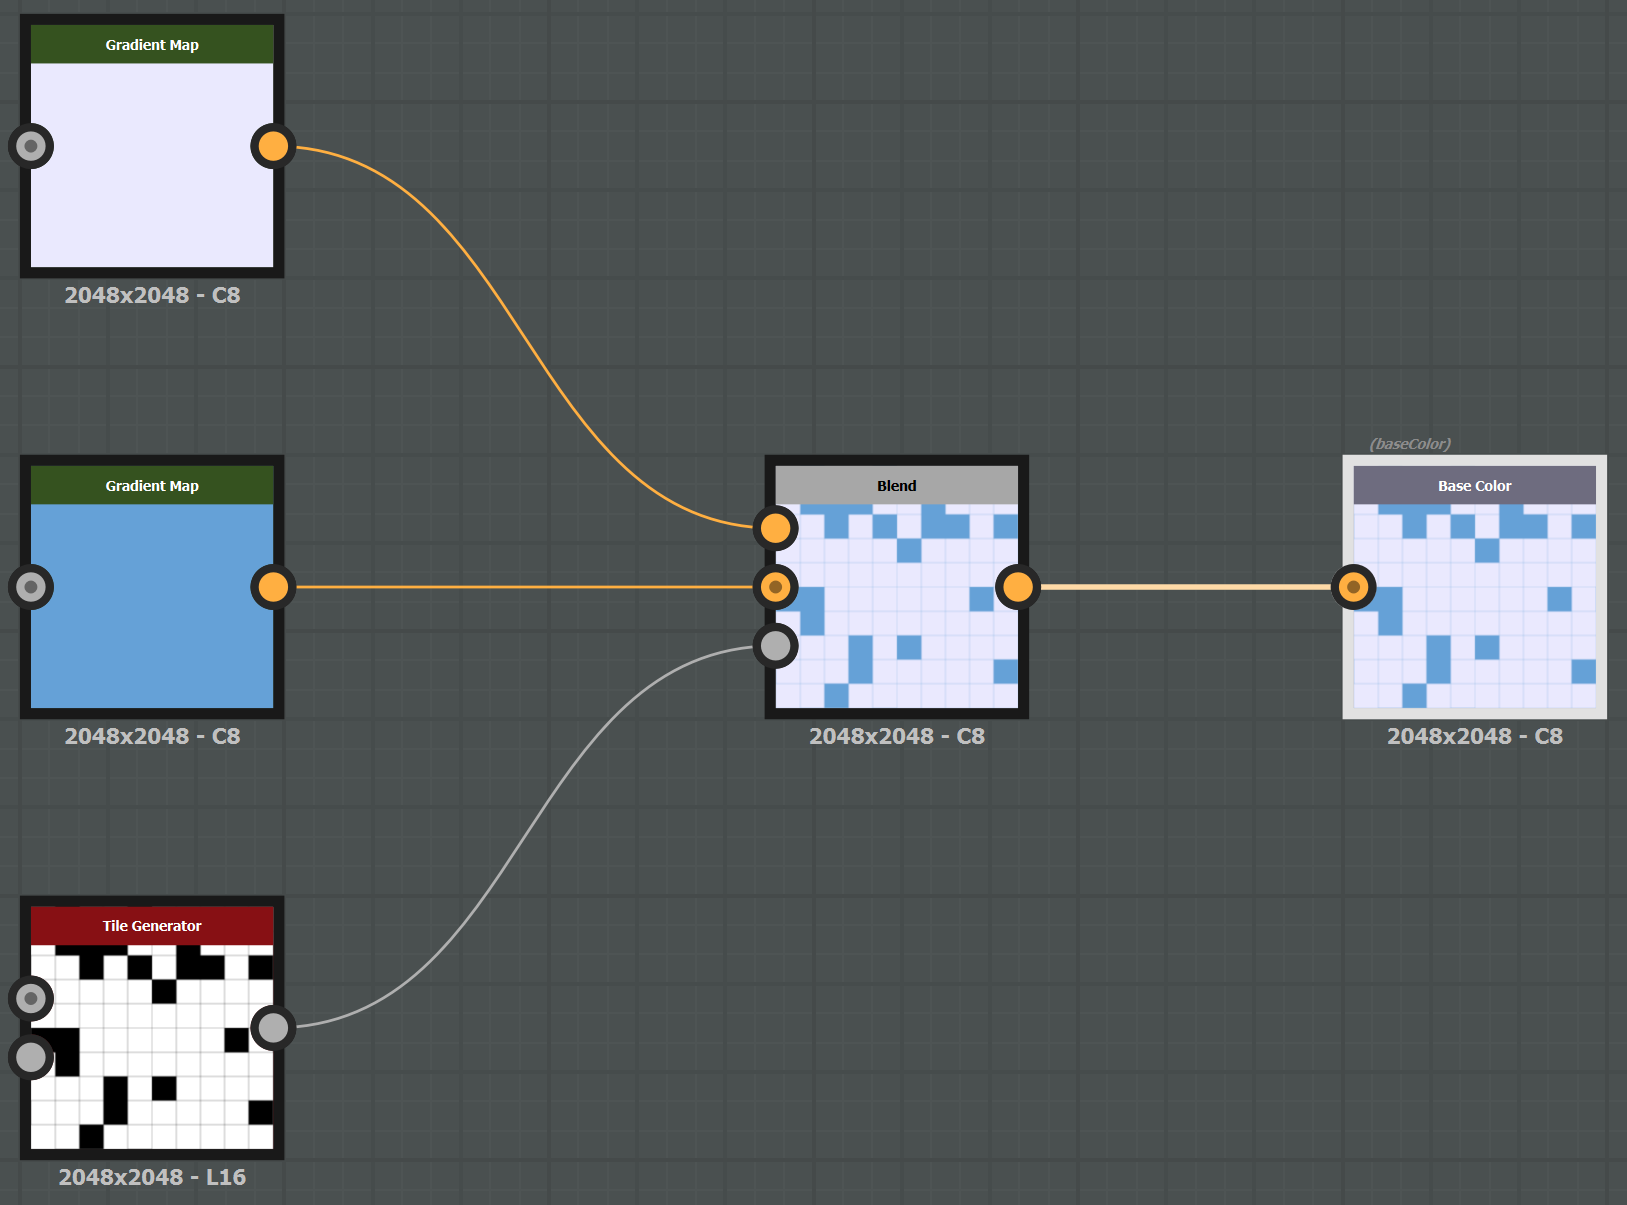 Gradient Map
2048x2048 - C8
Gradient Map
2048x2048 - C8
Blend
2048x2048 - C8
(baseColor)
Base Color
2048x2048 - C8
Tile Generator
2048x2048 - L16